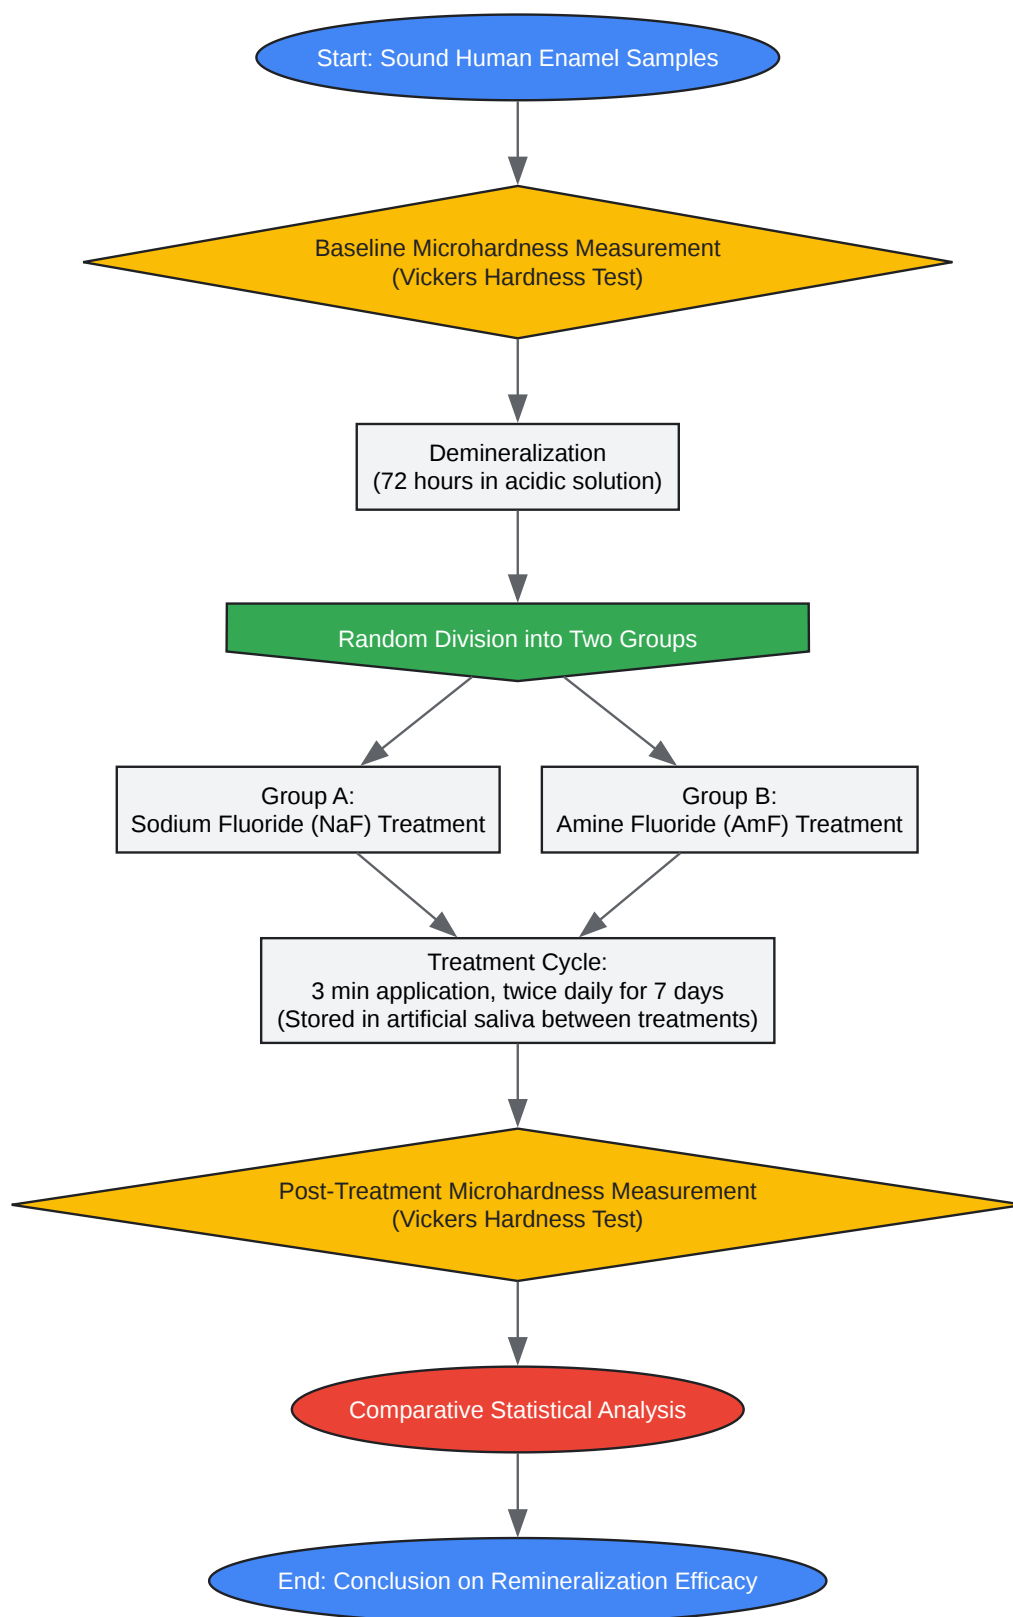 Start: Sound Human Enamel Samples
Baseline Microhardness Measurement
(Vickers Hardness Test)
Demineralization
(72 hours in acidic solution)
Random Division into Two Groups
Group A:
Sodium Fluoride (NaF) Treatment
Group B:
Amine Fluoride (AmF) Treatment
Treatment Cycle:
3 min application, twice daily for 7 days
(Stored in artificial saliva between treatments)
Post-Treatment Microhardness Measurement
(Vickers Hardness Test)
Comparative Statistical Analysis
End: Conclusion on Remineralization Efficacy